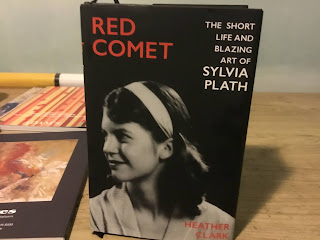 RED
COMET
THE SHORT
LIFE AND
BLAZING
ART OF
SYLVIA
PLATH
HEATHER
CLARK